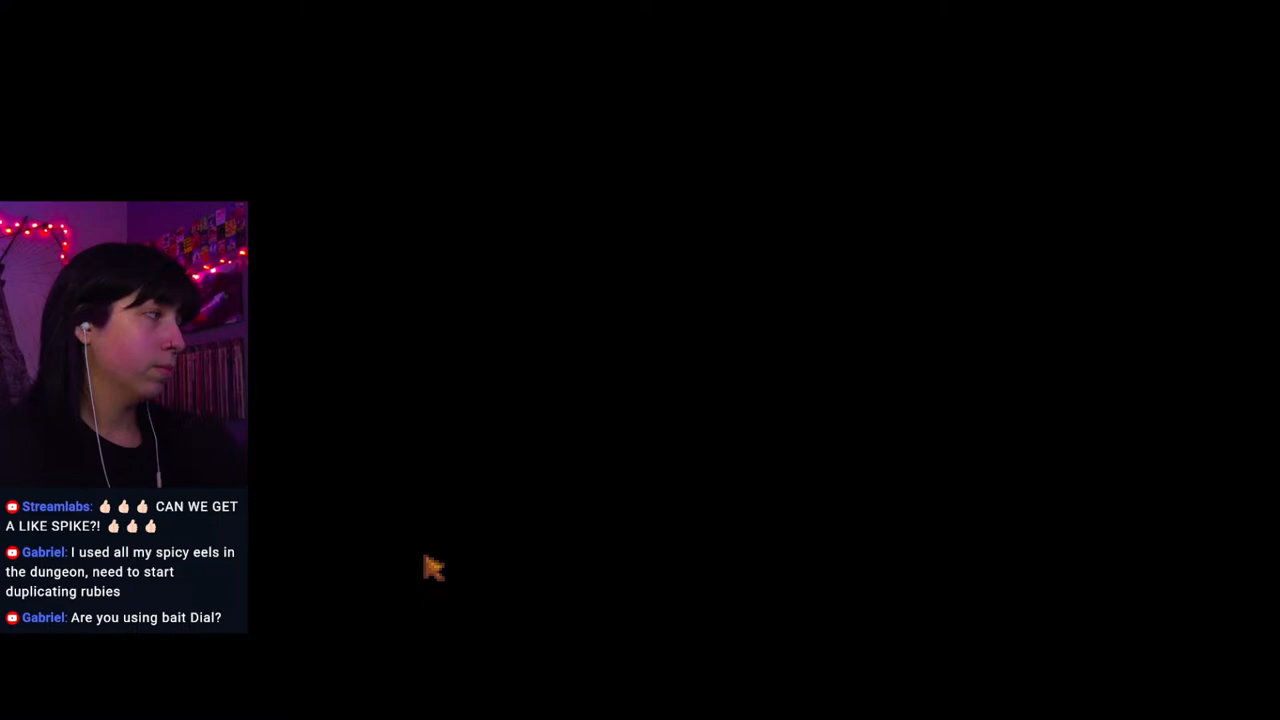 Streamlabs: 👍🏻 👍🏻 👍🏻 CAN WE GET
A LIKE SPIKE?! 👍🏻 👍🏻 👍🏻
Gabriel: I used all my spicy eels in
the dungeon, need to start
duplicating rubies
Gabriel: Are you using bait Dial?